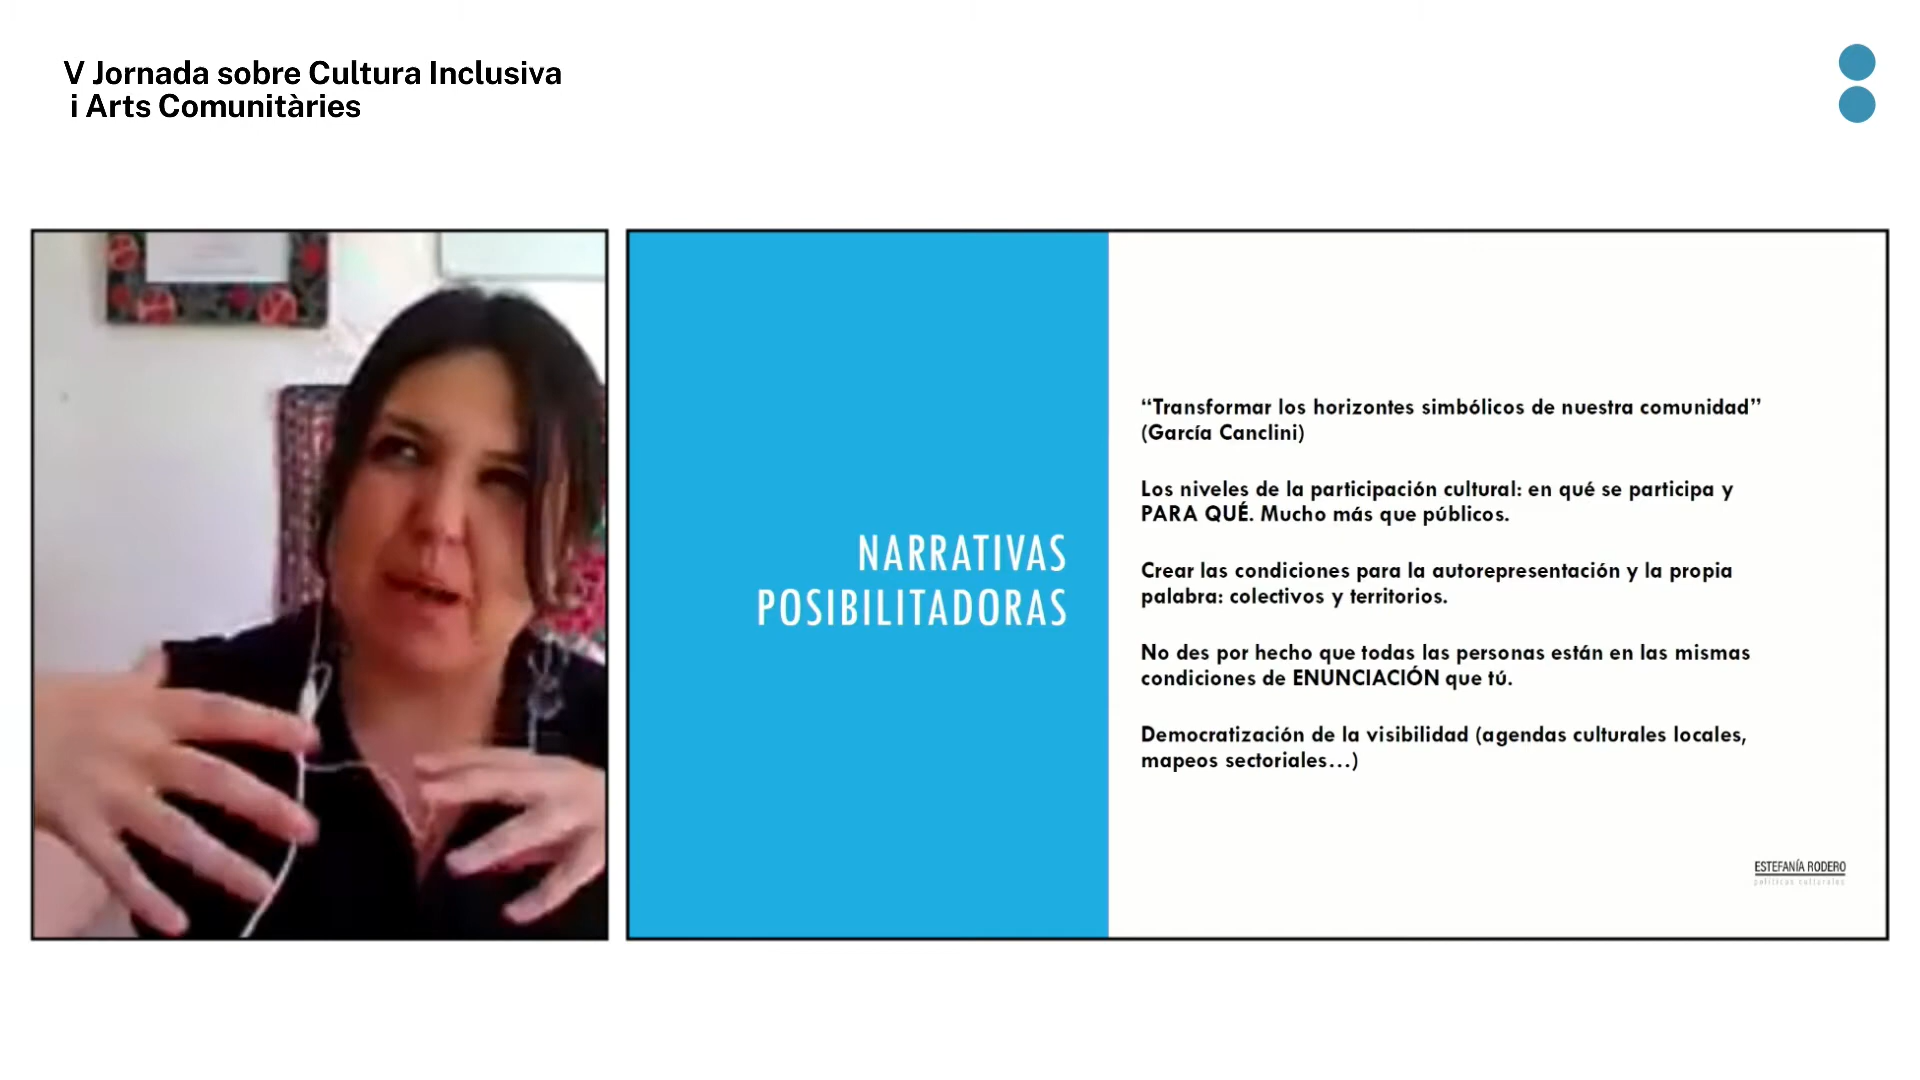 V Jornada sobre Cultura Inclusiva
i Arts Comunitàries
NARRATIVAS
POSIBILITADORAS
“Transformar los horizontes simbólicos de nuestra comunidad”
(García Canclini)
Los niveles de la participación cultural: en qué se participa y
PARA QUÉ. Mucho más que públicos.
Crear las condiciones para la autorepresentación y la propia
palabra: colectivos y territorios.
No des por hecho que todas las personas están en las mismas
condiciones de ENUNCIACIÓN que tú.
Democratización de la visibilidad (agendas culturales locales,
mapeos sectoriales…)
ESTEFANÍA RODERO
políticas culturales